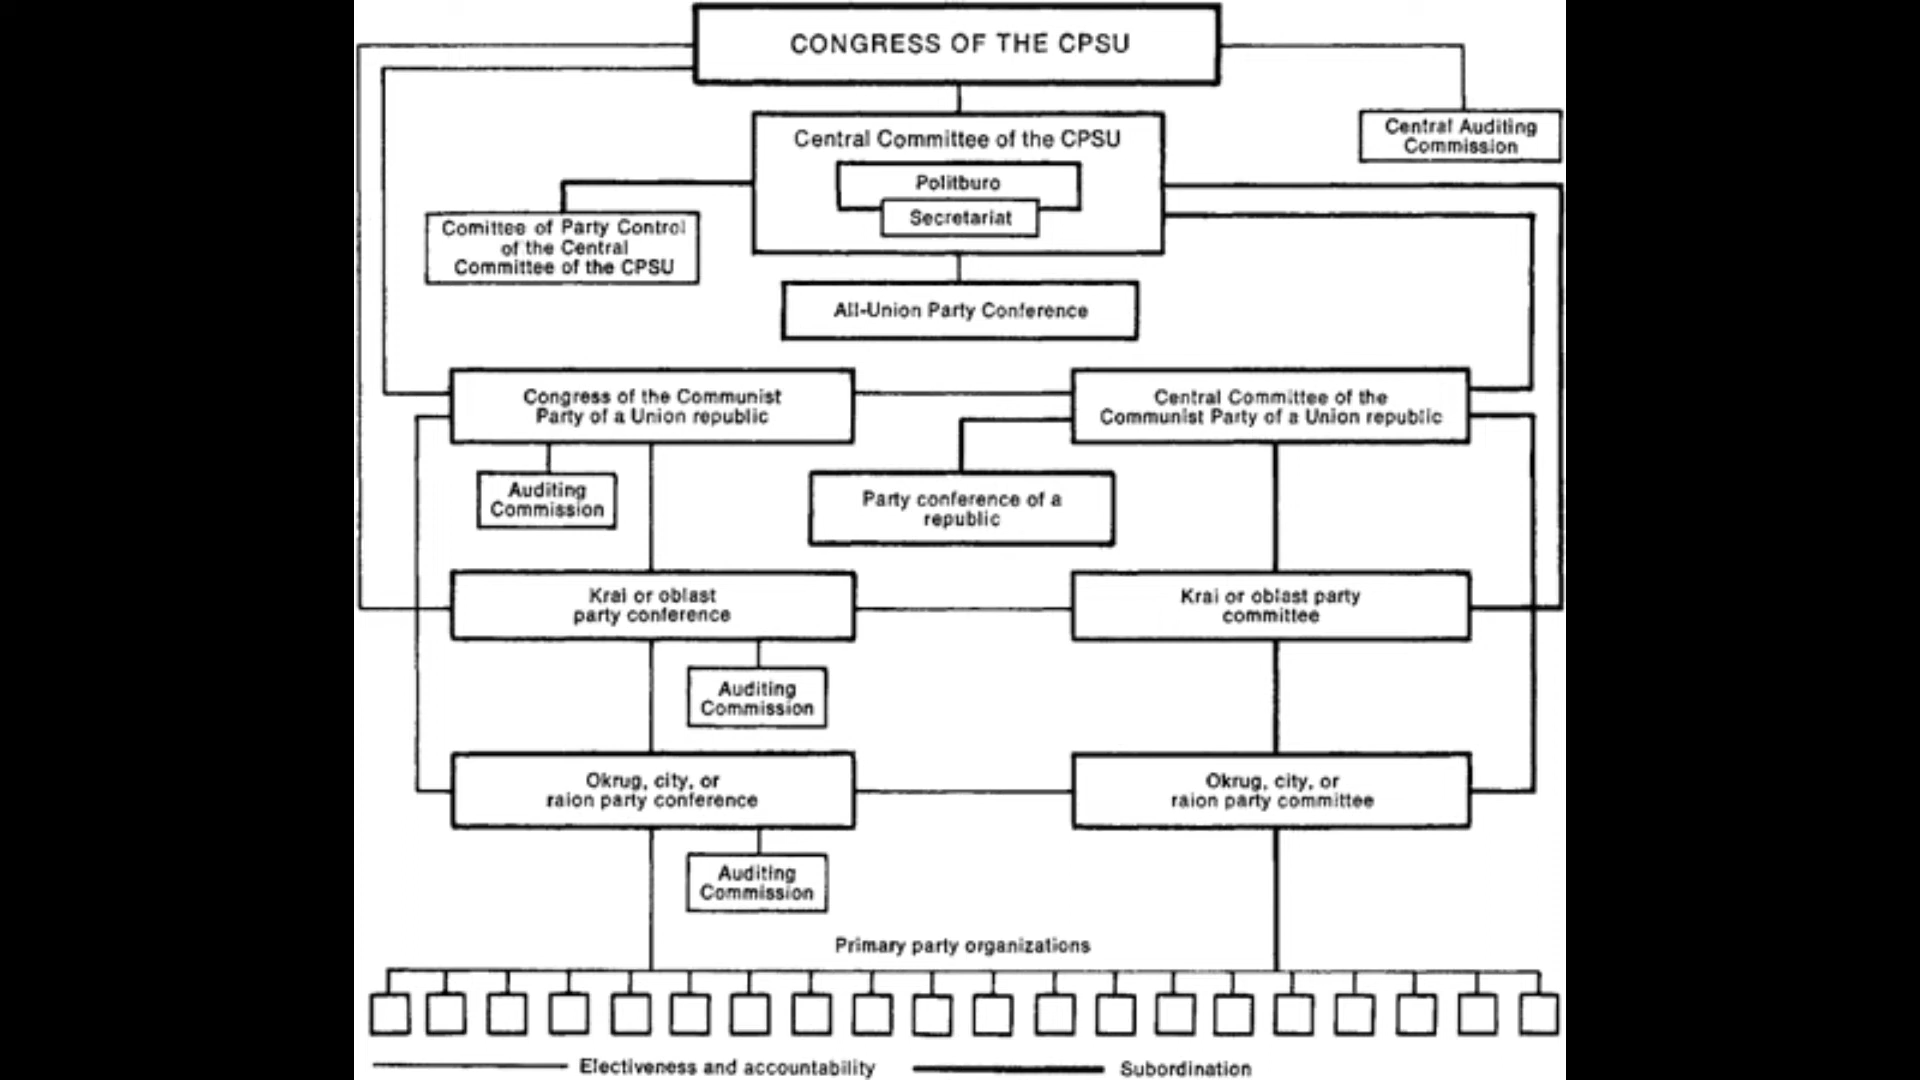 CONGRESS OF THE CPSU
Central Auditing
Commission
Central Committee of the CPSU
Politburo
Secretariat
Comittee of Party Control
of the Central
Committee of the CPSU
All-Union Party Conference
Congress of the Communist
Party of a Union republic
Central Committee of the
Communist Party of a Union republic
Auditing
Commission
Party conference of a
republic
Krai or oblast
party conference
Krai or oblast party
committee
Auditing
Commission
Okrug, city, or
raion party conference
Okrug, city, or
raion party committee
Auditing
Commission
Primary party organizations
Electiveness and accountability
Subordination